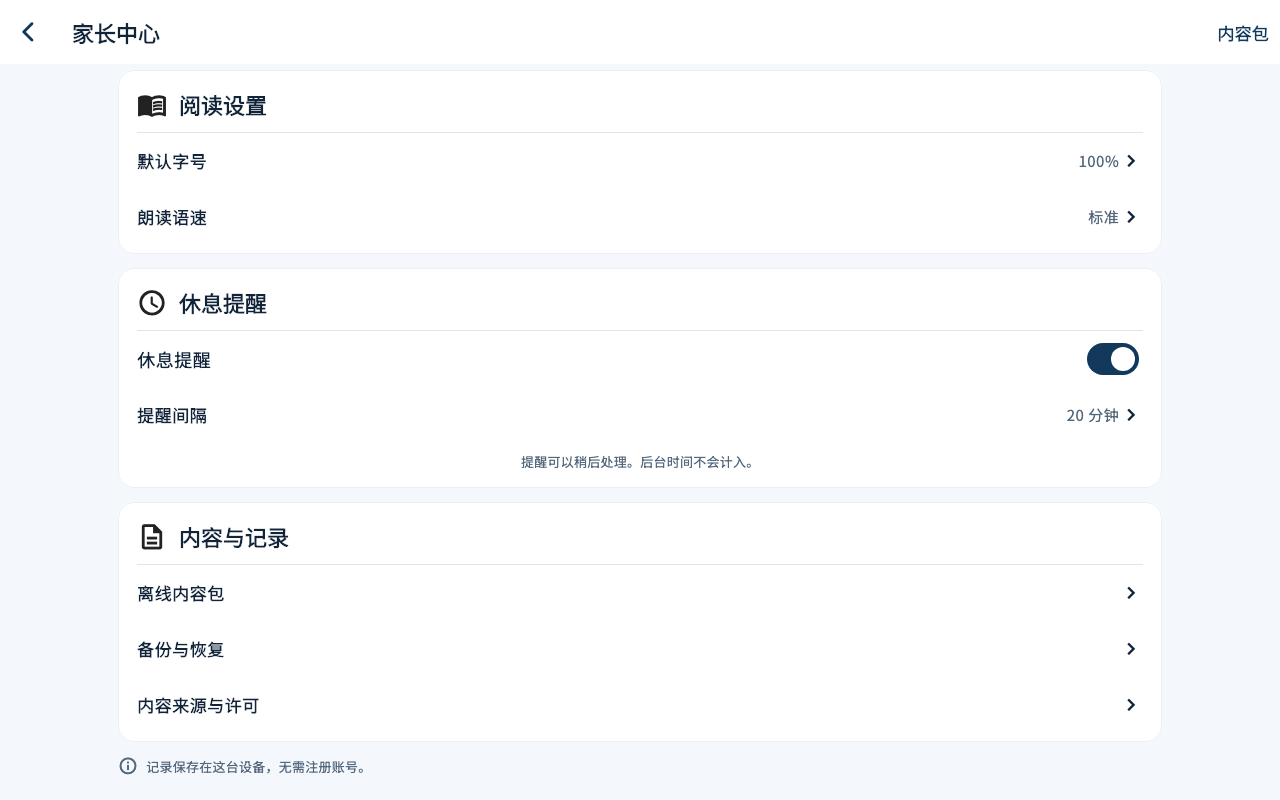 家长中心
内容包
阅读设置
默认字号
100%
朗读语速
标准
休息提醒
休息提醒
提醒间隔
20 分钟
提醒可以稍后处理。后台时间不会计入。
内容与记录
离线内容包
备份与恢复
内容来源与许可
记录保存在这台设备，无需注册账号。